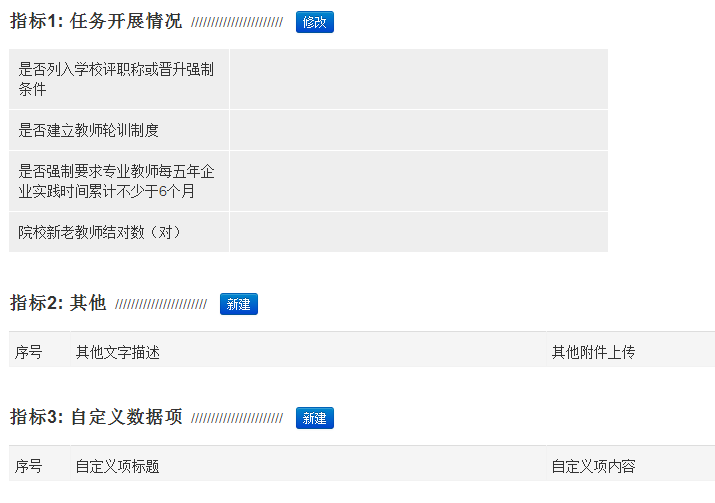 指标1: 任务开展情况 /////////////////////// 修改
是否列入学校评职称或晋升强制
条件
是否建立教师轮训制度
是否强制要求专业教师每五年企
业实践时间累计不少于6个月
院校新老教师结对数（对）
指标2: 其他 /////////////////////// 新建
序号 其他文字描述 其他附件上传
指标3: 自定义数据项 /////////////////////// 新建
序号 自定义项标题 自定义项内容